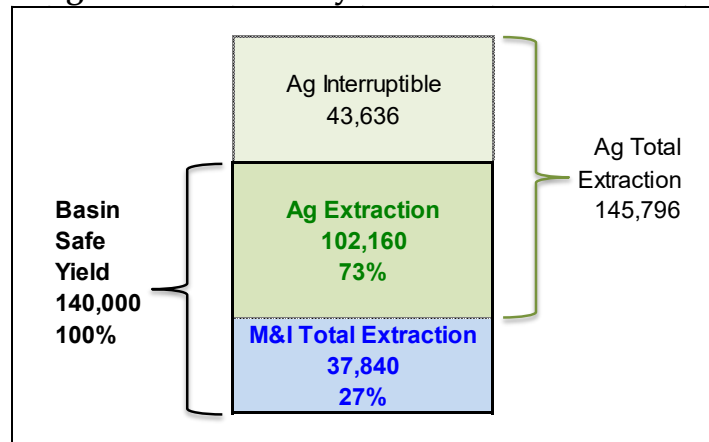 Ag Interruptible
43,636
Ag Total
Extraction
145,796
Basin
Safe
Yield
140,000
100%
Ag Extraction
102,160
73%
M&I Total Extraction
37,840
27%